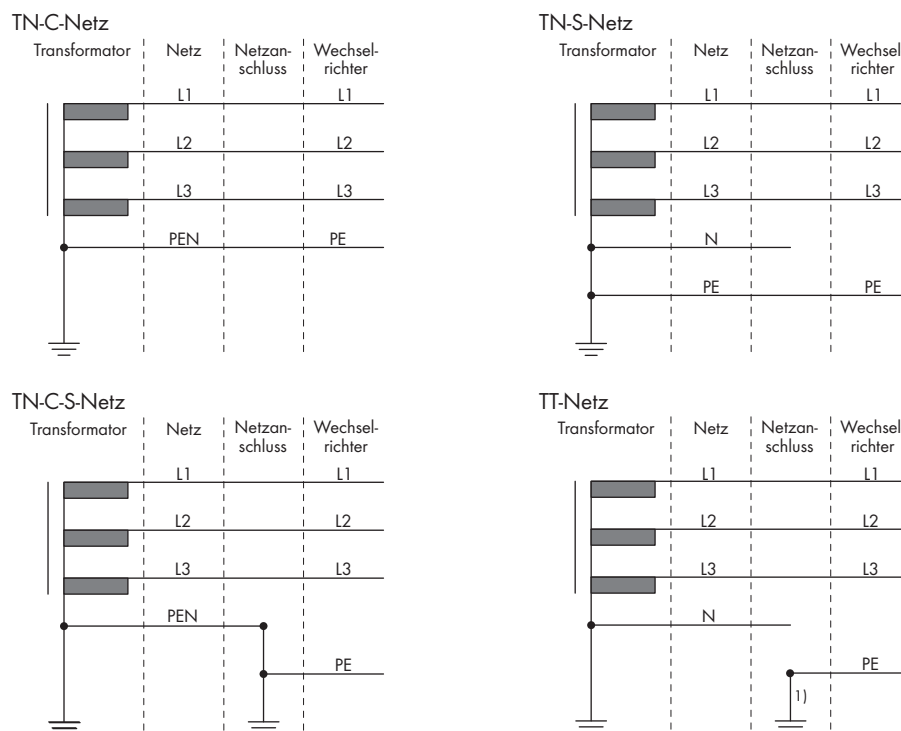 TN-C-Netz
Transformator Netz Netzan-
schluss Wechsel-
richter
L1 L1
L2 L2
L3 L3
PEN PE
TN-S-Netz
Transformator Netz Netzan-
schluss Wechsel
richter
L1 L1
L2 L2
L3 L3
N
PE PE
TN-C-S-Netz
Transformator Netz Netzan-
schluss Wechsel-
richter
L1 L1
L2 L2
L3 L3
PEN
PE
TT-Netz
Transformator Netz Netzan-
schluss Wechsel
richter
L1 L1
L2 L2
L3 L3
N
PE
1)